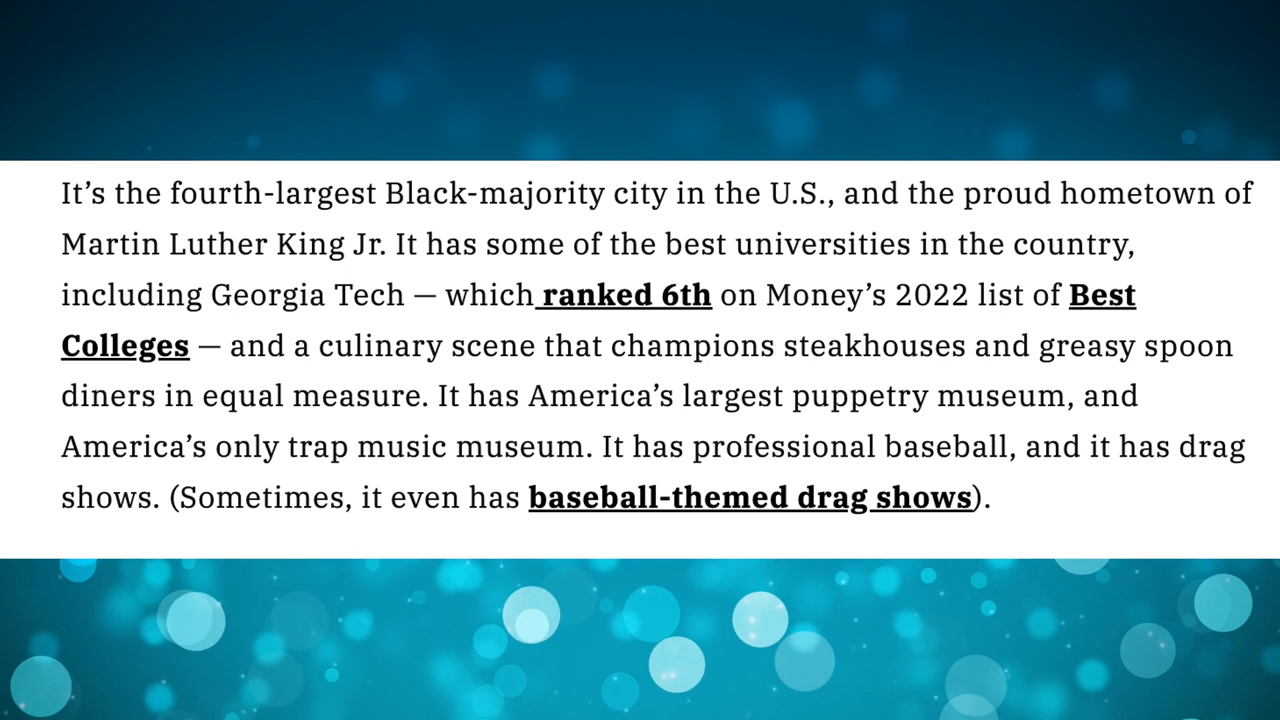 It’s the fourth-largest Black-majority city in the U.S., and the proud hometown of
Martin Luther King Jr. It has some of the best universities in the country,
including Georgia Tech — which ranked 6th on Money’s 2022 list of Best
Colleges — and a culinary scene that champions steakhouses and greasy spoon
diners in equal measure. It has America’s largest puppetry museum, and
America’s only trap music museum. It has professional baseball, and it has drag
shows. (Sometimes, it even has baseball-themed drag shows).